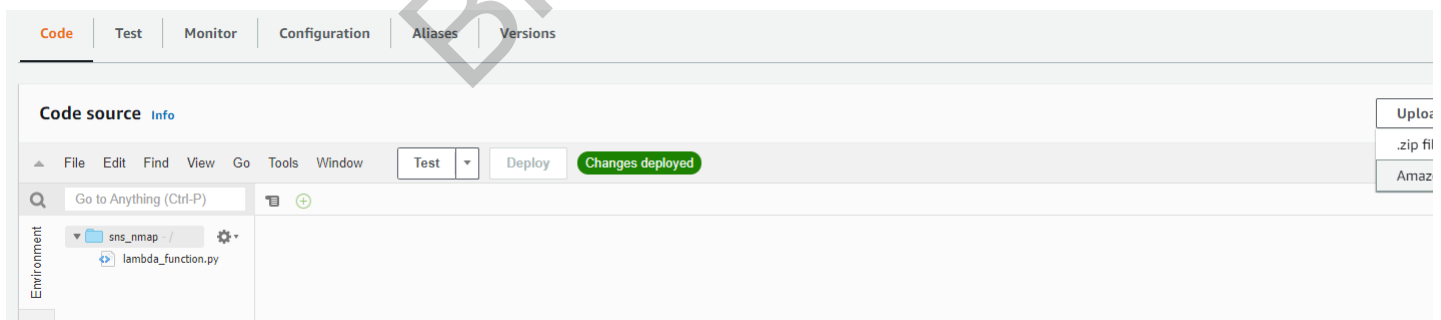 Code Test Monitor Configuration Aliases Versions
Code source Info
Uploa
.zip fil
Amazo
File Edit Find View Go Tools Window Test Deploy Changes deployed
Go to Anything (Ctrl-P)
Environment
sns_nmap - /
lambda_function.py